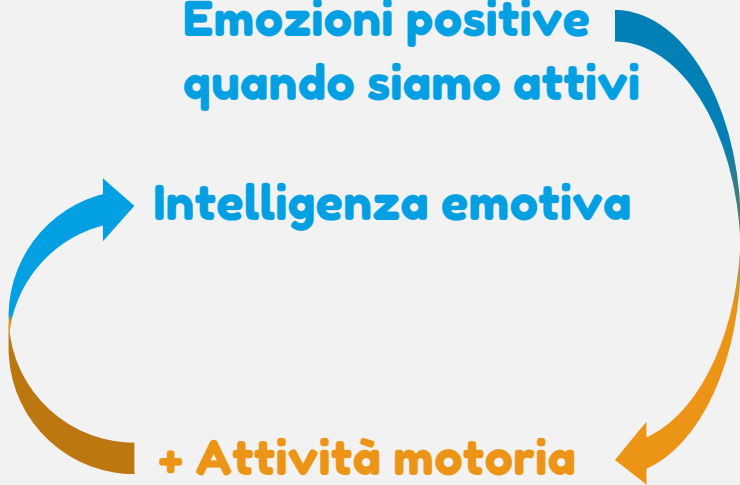 Emozioni positive
quando siamo attivi
Intelligenza emotiva
+ Attività motoria